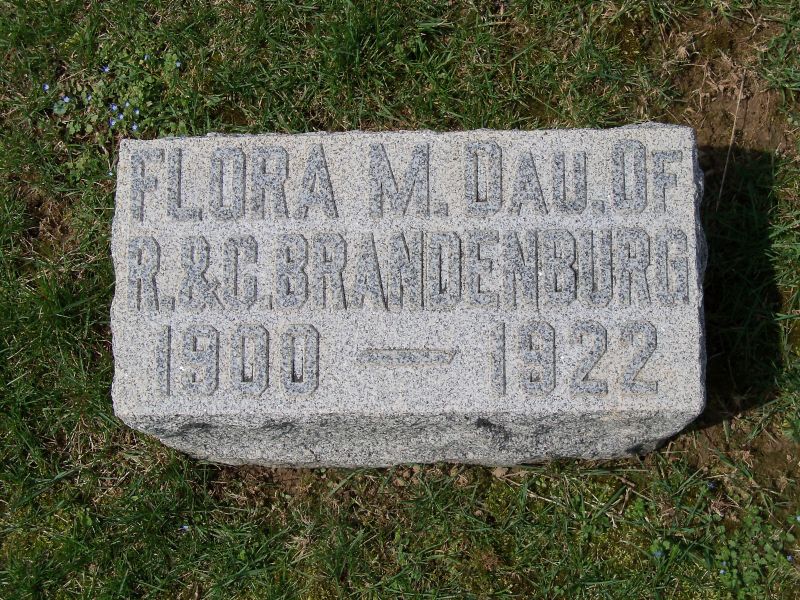 FLORA M. DAU. OF
R. & C. BRANDENBURG
1900 — 1922